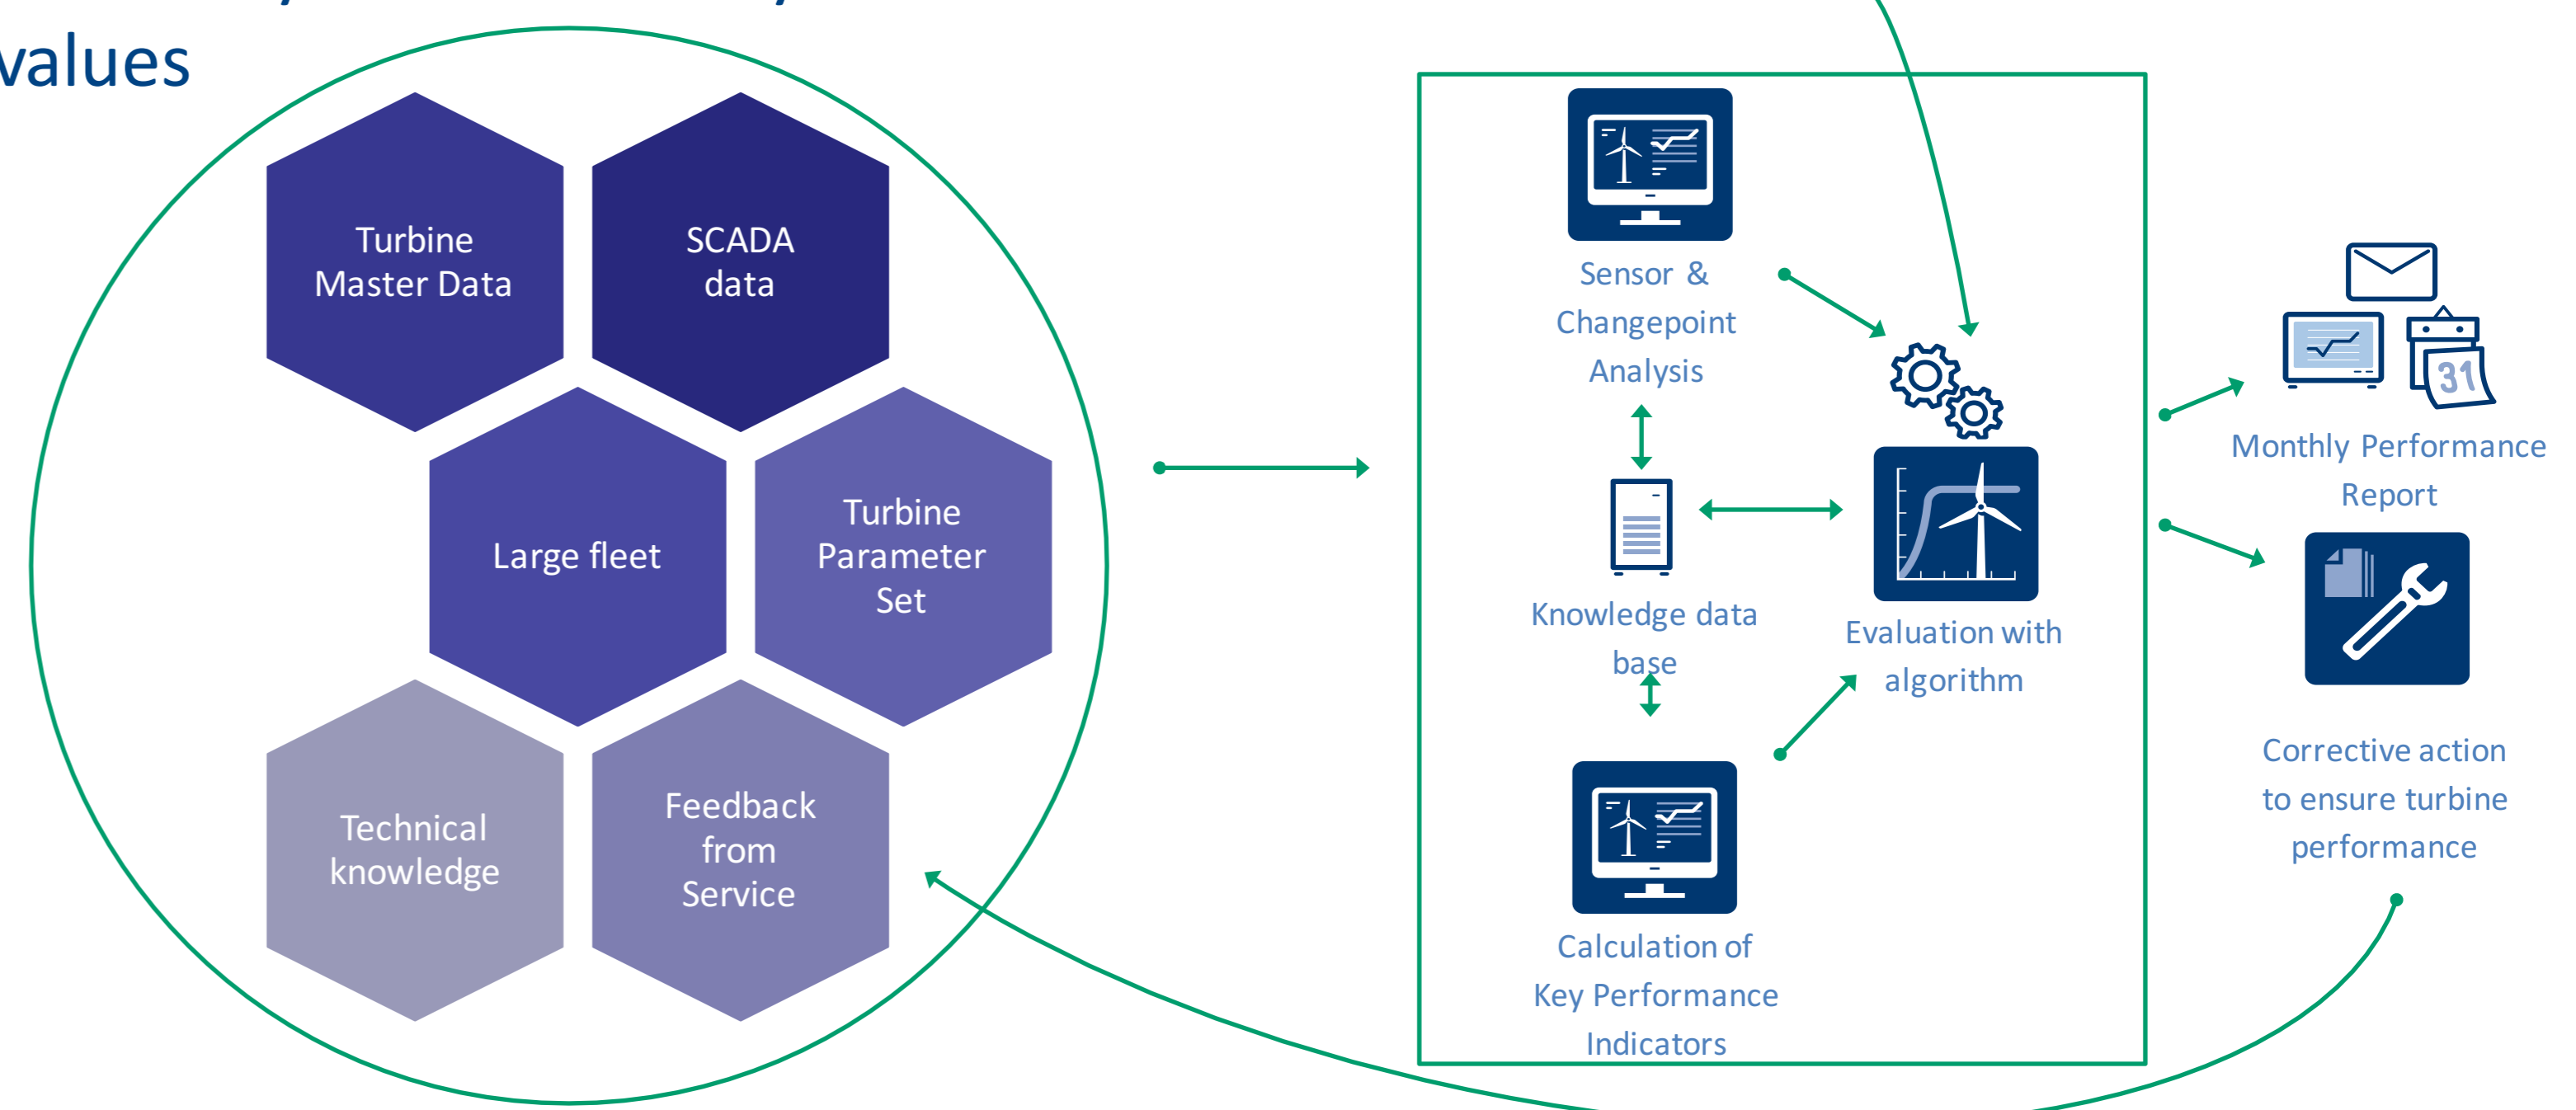 values
Turbine
Master Data
SCADA
data
Large fleet
Turbine
Parameter
Set
Technical
knowledge
Feedback
from
Service
Sensor &
Changepoint
Analysis
Knowledge data
base
Evaluation with
algorithm
Calculation of
Key Performance
Indicators
31
Monthly Performance
Report
Corrective action
to ensure turbine
performance